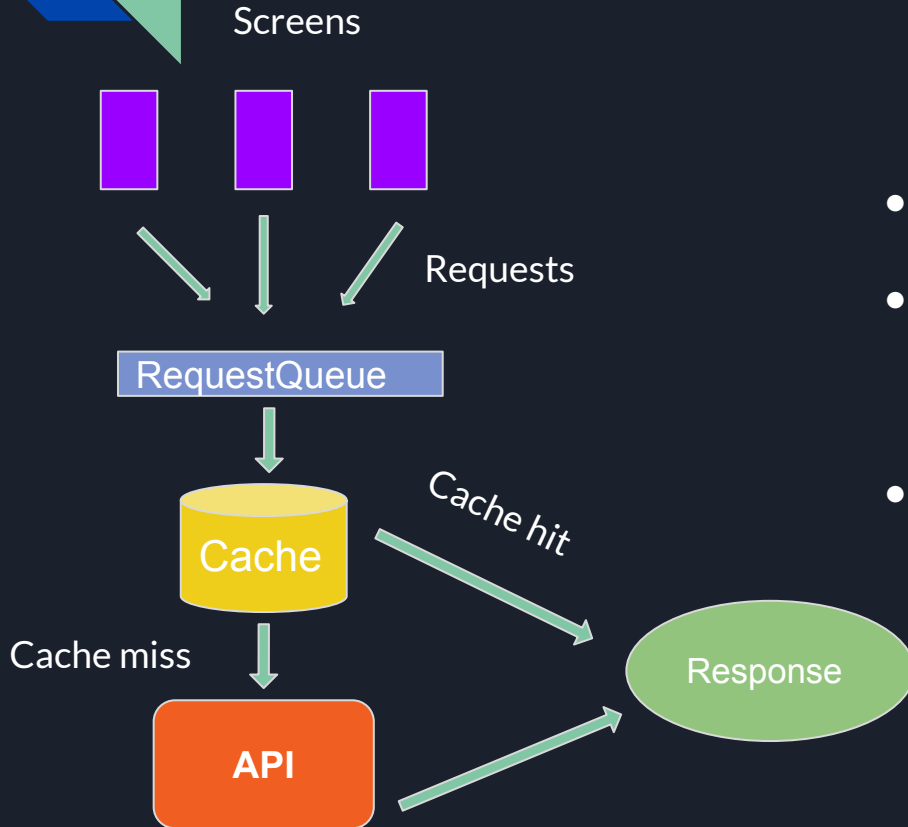 Screens
Requests
RequestQueue
Cache
Cache hit
Cache miss
Response
API